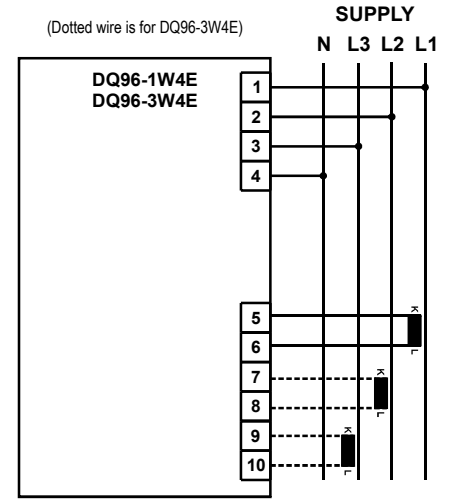 SUPPLY
(Dotted wire is for DQ96-3W4E)
N L3 L2 L1
DQ96-1W4E
DQ96-3W4E
1
2
3
4
5
K
6
L
7
K
8
L
9
K
10
L